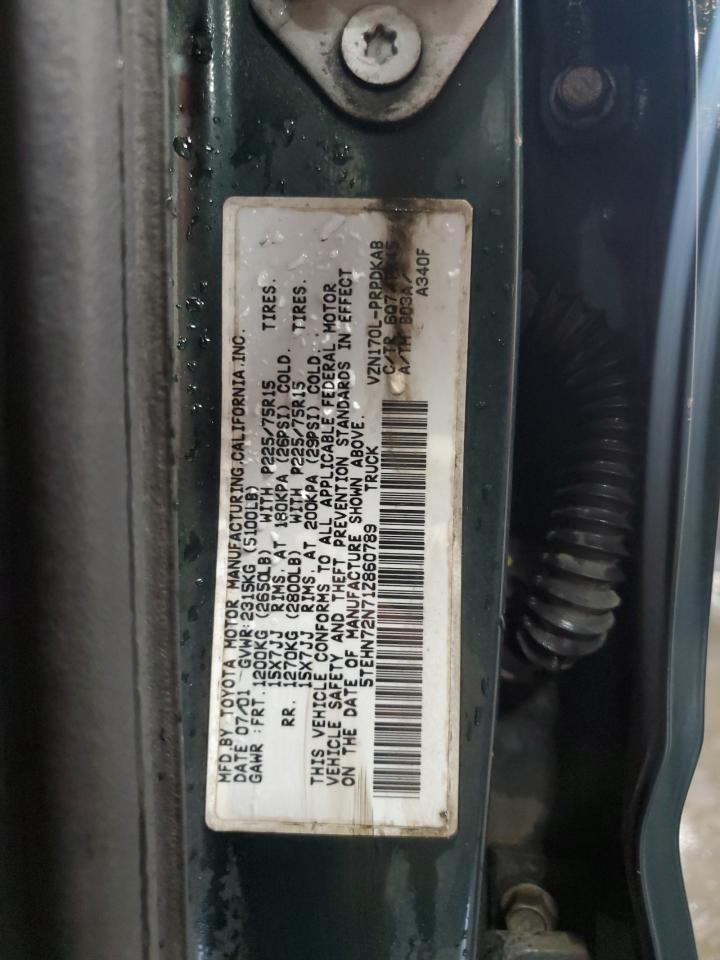 MFD.BY TOYOTA MOTOR MANUFACTURING,CALIFORNIA.INC.
DATE 07/01 GVWR:2315KG (5100LB)
GAWR :FRT.1200KG (2650LB) WITH P225/75R15 TIRES.
15X7JJ RIMS. AT 180KPA (26PSI) COLD.
RR. 1270KG (2800LB) WITH P225/75R15 TIRES.
15X7JJ RIMS. AT 200KPA (29PSI) COLD.
THIS VEHICLE CONFORMS TO ALL APPLICABLE FEDERAL MOTOR
VEHICLE SAFETY AND THEFT PREVENTION STANDARDS IN EFFECT
ON THE DATE OF MANUFACTURE SHOWN ABOVE.
5TEHN72N71Z860789 TRUCK
VZN170L-PRPDKAB
C/TR 6Q7/
A/TM B03A/
A340F